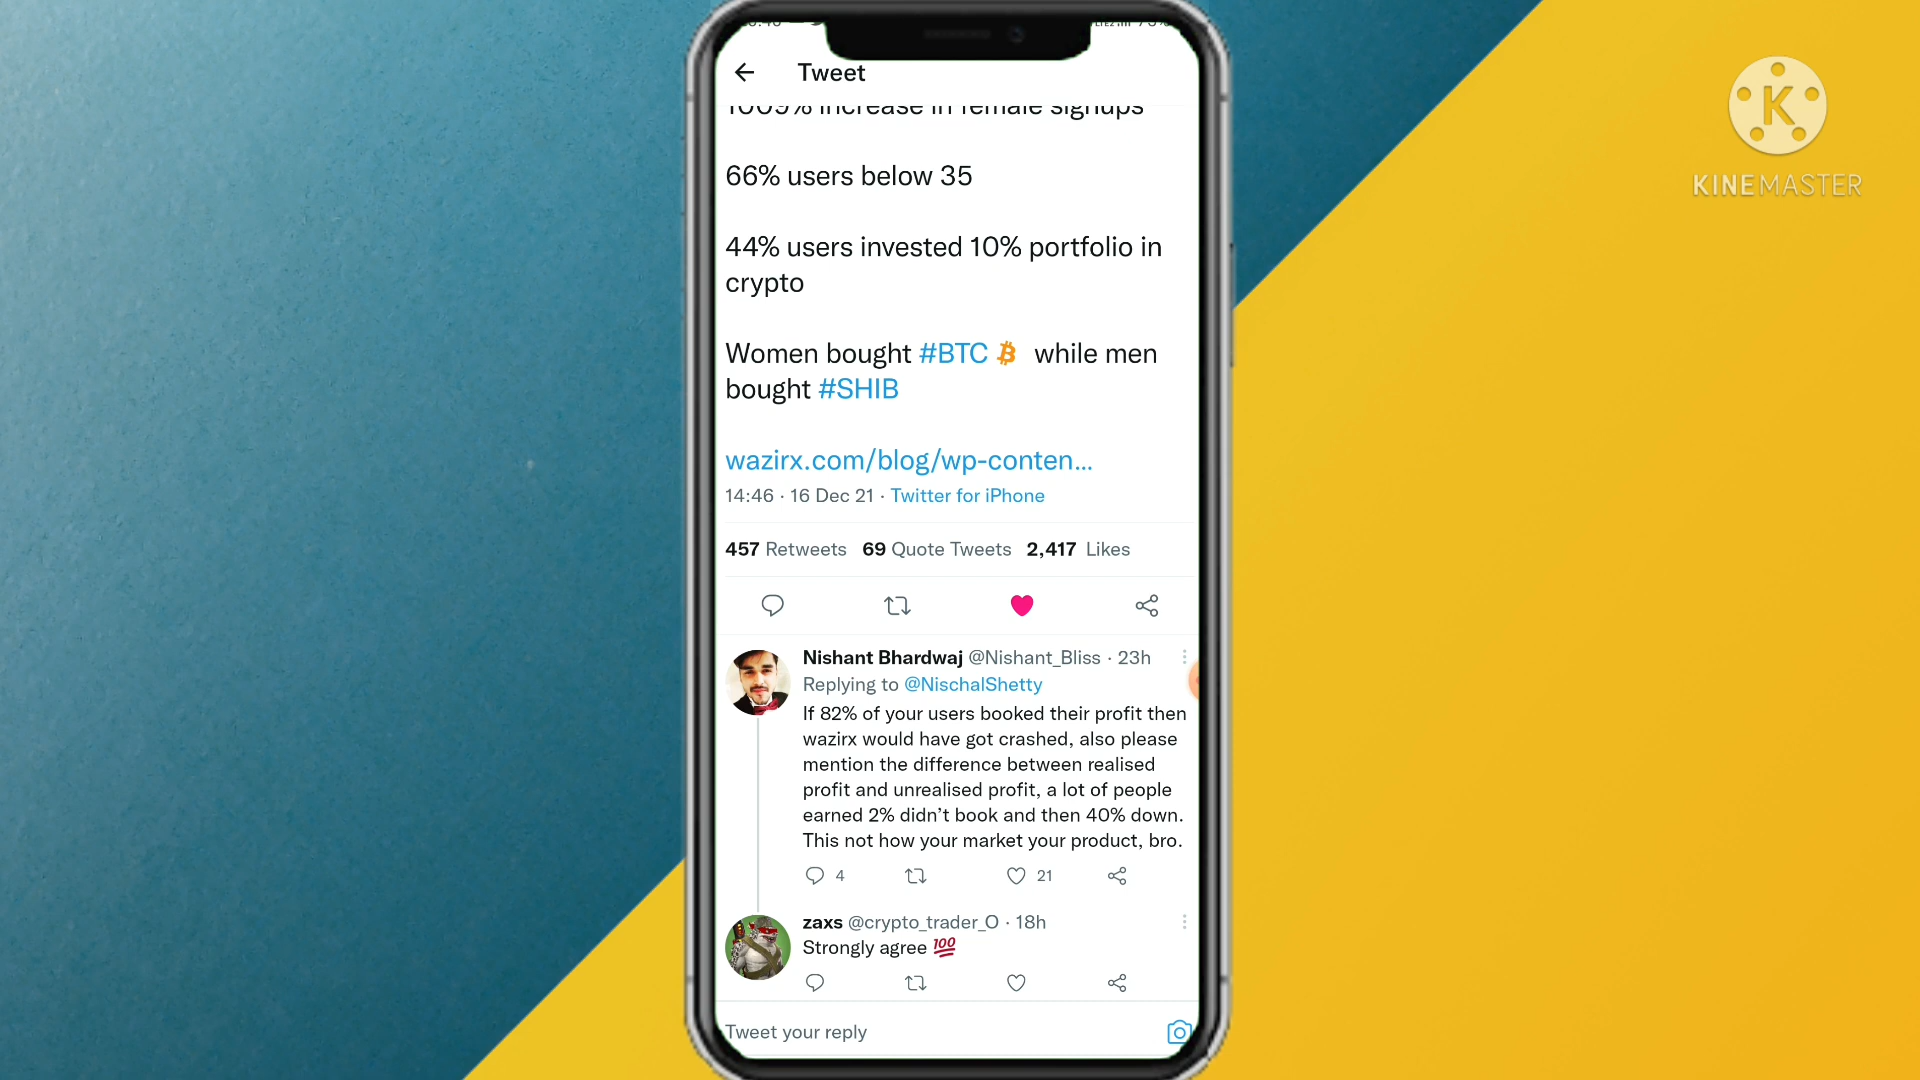 Tweet
1009% increase in female signups
66% users below 35
44% users invested 10% portfolio in
crypto
Women bought #BTC while men
bought #SHIB
wazirx.com/blog/wp-conten...
14:46 · 16 Dec 21 · Twitter for iPhone
457 Retweets 69 Quote Tweets 2,417 Likes
Nishant Bhardwaj @Nishant_Bliss · 23h
Replying to @NischalShetty
If 82% of your users booked their profit then
wazirx would have got crashed, also please
mention the difference between realised
profit and unrealised profit, a lot of people
earned 2% didn't book and then 40% down.
This not how your market your product, bro.
4 21
zaxs @crypto_trader_O · 18h
Strongly agree 💯
Tweet your reply
K
KINEMASTER